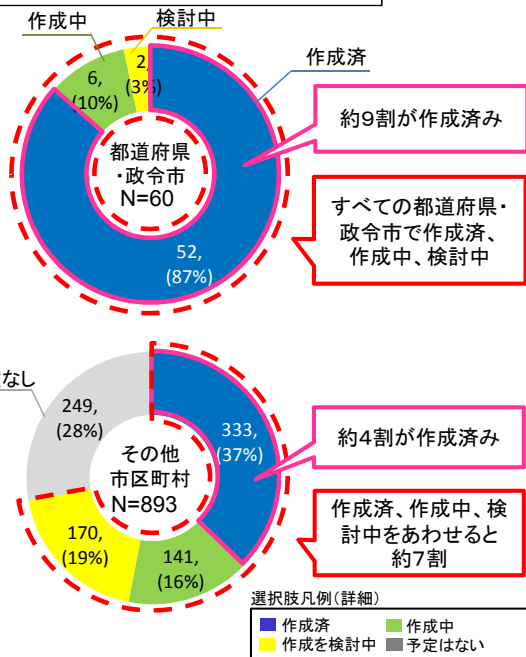 作成中
検討中
作成済
6,
(10%)
2,
(3%)
都道府県
・政令市
N=60
52,
(87%)
約9割が作成済み
すべての都道府県・
政令市で作成済、
作成中、検討中
なし
249,
(28%)
333,
(37%)
その他
市区町村
N=893
170,
(19%)
141,
(16%)
約4割が作成済み
作成済、作成中、検
討中をあわせると
約7割
選択肢凡例(詳細)
作成済
作成中
作成を検討中
予定はない